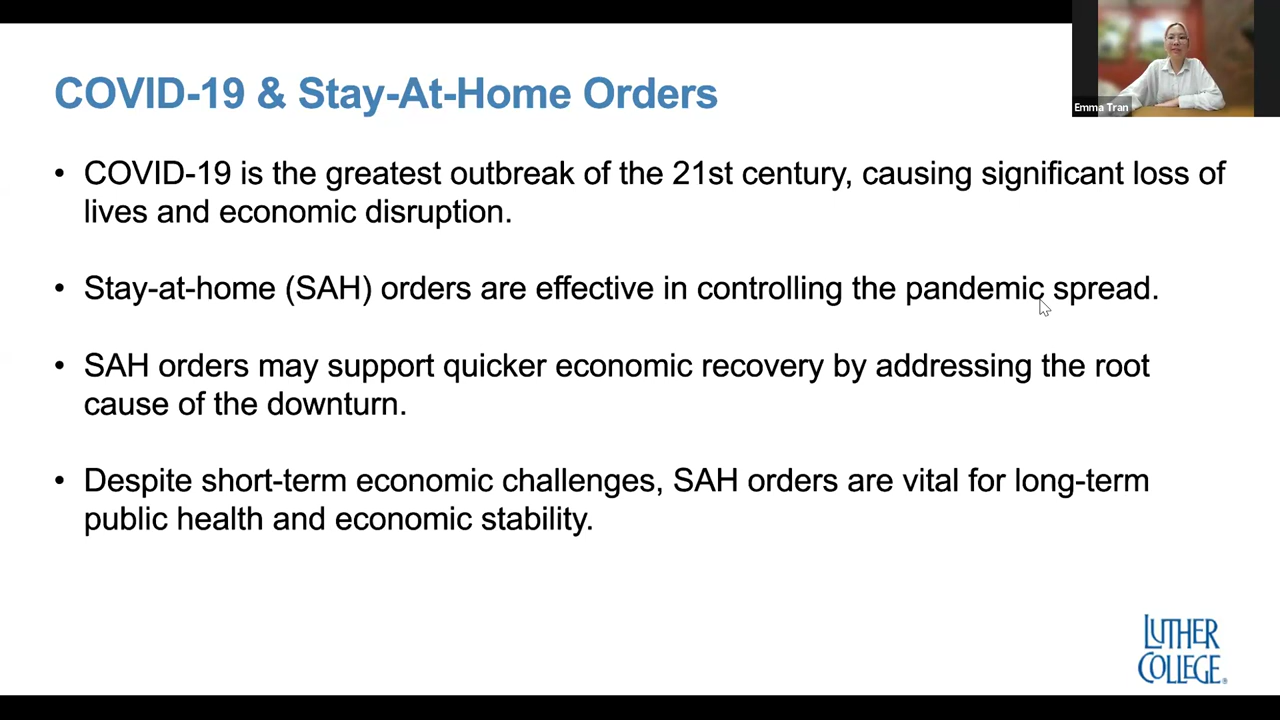 COVID-19 & Stay-At-Home Orders
Emma Tran
• COVID-19 is the greatest outbreak of the 21st century, causing significant loss of
lives and economic disruption.
• Stay-at-home (SAH) orders are effective in controlling the pandemic spread.
• SAH orders may support quicker economic recovery by addressing the root
cause of the downturn.
• Despite short-term economic challenges, SAH orders are vital for long-term
public health and economic stability.
LUTHER
COLLEGE®